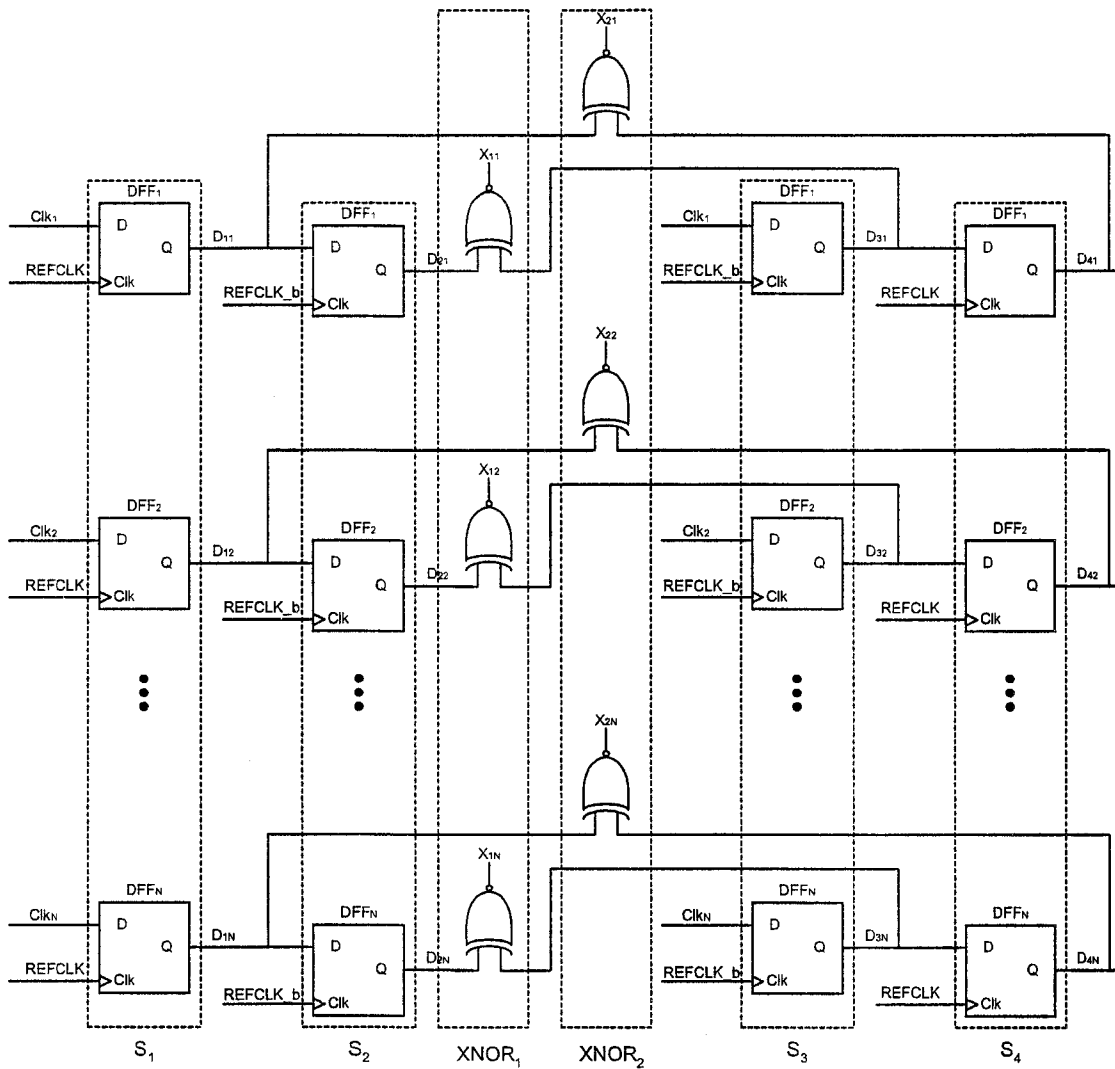 X₂₁
X₁₁
DFF₁
DFF₁
Clk₁
D
Q
D₁₁
REFCLK
Clk
DFF₁
D
Q
D₂₁
REFCLK_b
Clk
Clk₁
D
Q
D₃₁
REFCLK_b
Clk
DFF₁
D
Q
D₄₁
REFCLK
Clk
X₂₂
X₁₂
DFF₂
DFF₂
Clk₂
D
Q
D₁₂
REFCLK
Clk
DFF₂
D
Q
D₂₂
REFCLK_b
Clk
Clk₂
D
Q
D₃₂
REFCLK_b
Clk
DFF₂
D
Q
D₄₂
REFCLK
Clk
X₂N
X₁N
DFFN
DFFN
ClkN
D
Q
D₁N
REFCLK
Clk
DFFN
D
Q
D₂N
REFCLK_b
Clk
ClkN
D
Q
D₃N
REFCLK_b
Clk
DFFN
D
Q
D₄N
REFCLK
Clk
S₁
S₂
XNOR₁
XNOR₂
S₃
S₄